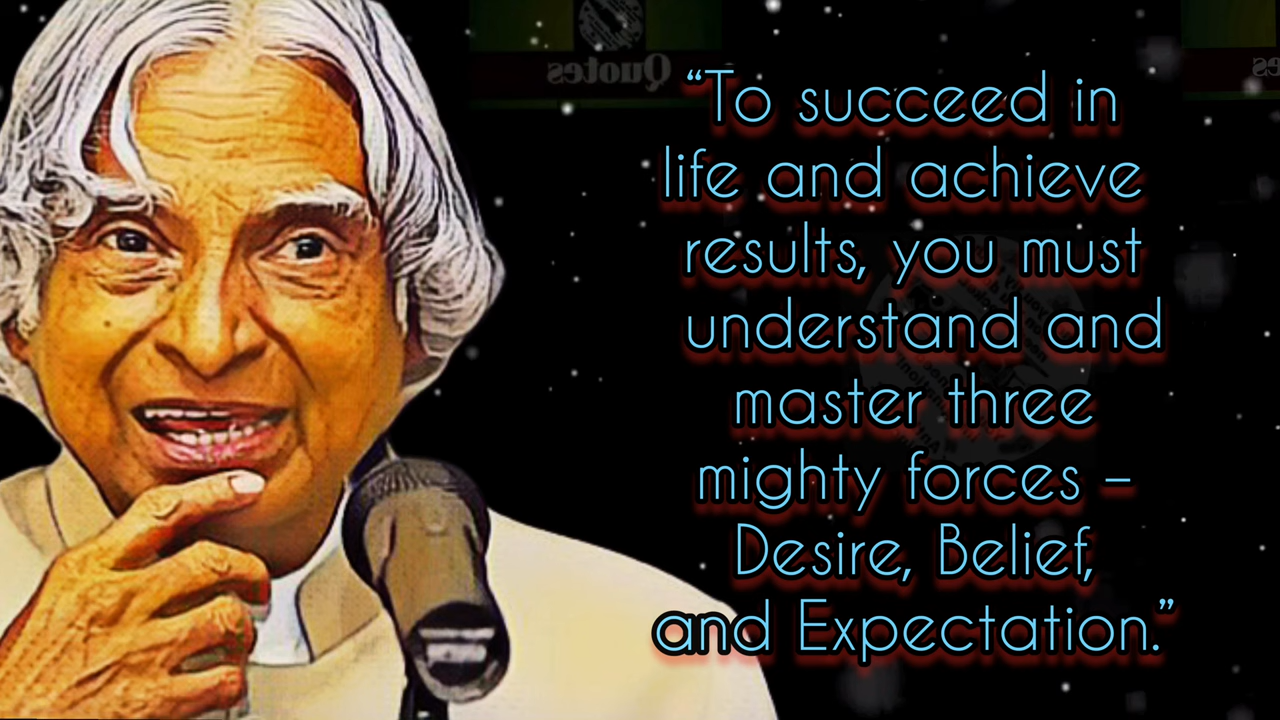 “To succeed in
life and achieve
results, you must
understand and
master three
mighty forces –
Desire, Belief,
and Expectation.”
Quotes